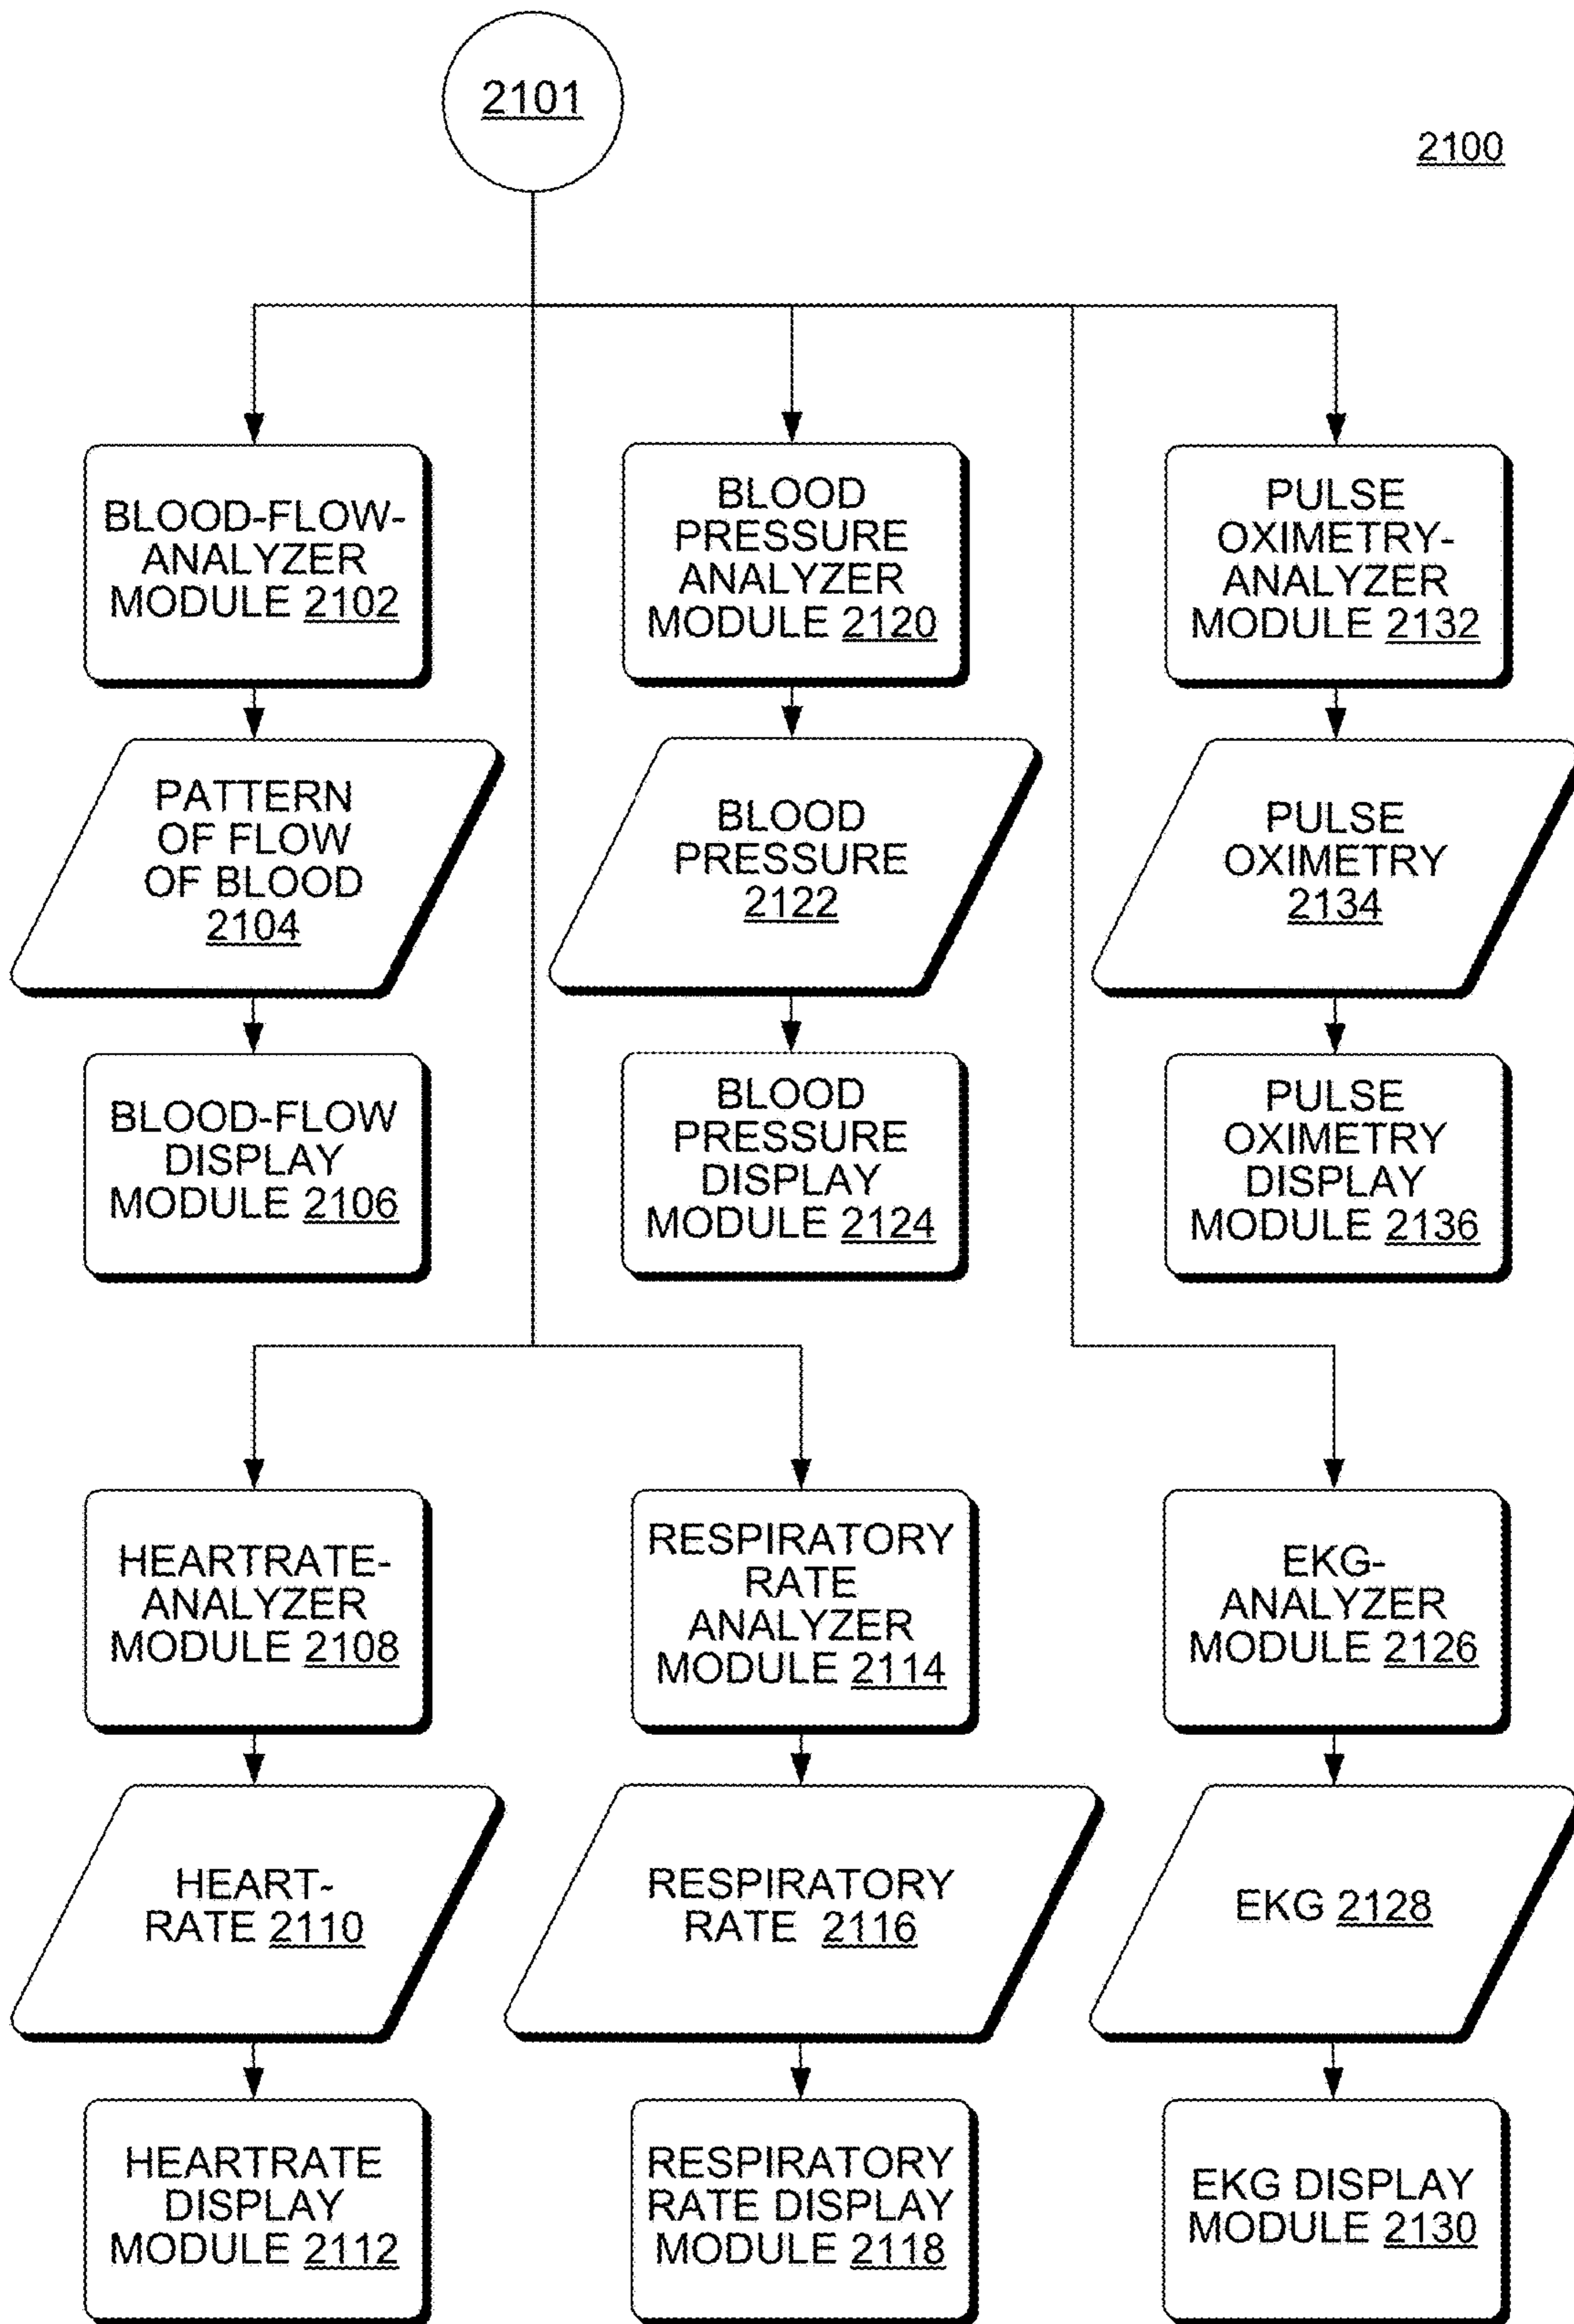 2101
2100
BLOOD-FLOW-
ANALYZER
MODULE 2102
BLOOD
PRESSURE
ANALYZER
MODULE 2120
PULSE
OXIMETRY-
ANALYZER
MODULE 2132
PATTERN
OF FLOW
OF BLOOD
2104
BLOOD
PRESSURE
2122
PULSE
OXIMETRY
2134
BLOOD-FLOW
DISPLAY
MODULE 2106
BLOOD
PRESSURE
DISPLAY
MODULE 2124
PULSE
OXIMETRY
DISPLAY
MODULE 2136
HEARTRATE-
ANALYZER
MODULE 2108
RESPIRATORY
RATE
ANALYZER
MODULE 2114
EKG-
ANALYZER
MODULE 2126
HEART-
RATE 2110
RESPIRATORY
RATE 2116
EKG 2128
HEARTRATE
DISPLAY
MODULE 2112
RESPIRATORY
RATE DISPLAY
MODULE 2118
EKG DISPLAY
MODULE 2130